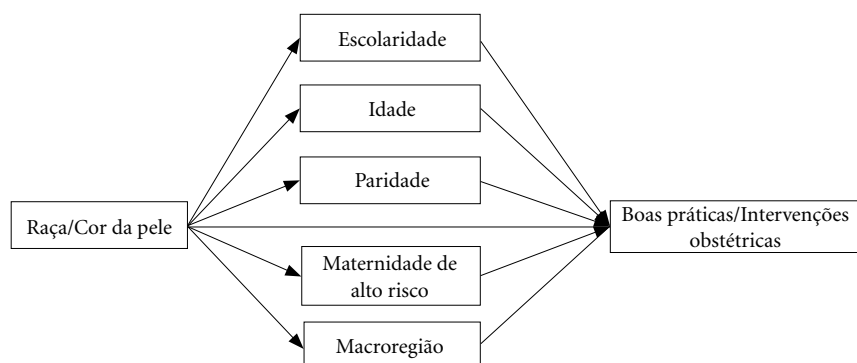 Escolaridade
Idade
Paridade
Raça/Cor da pele
Boas práticas/Intervenções
obstétricas
Maternidade de
alto risco
Macroregião